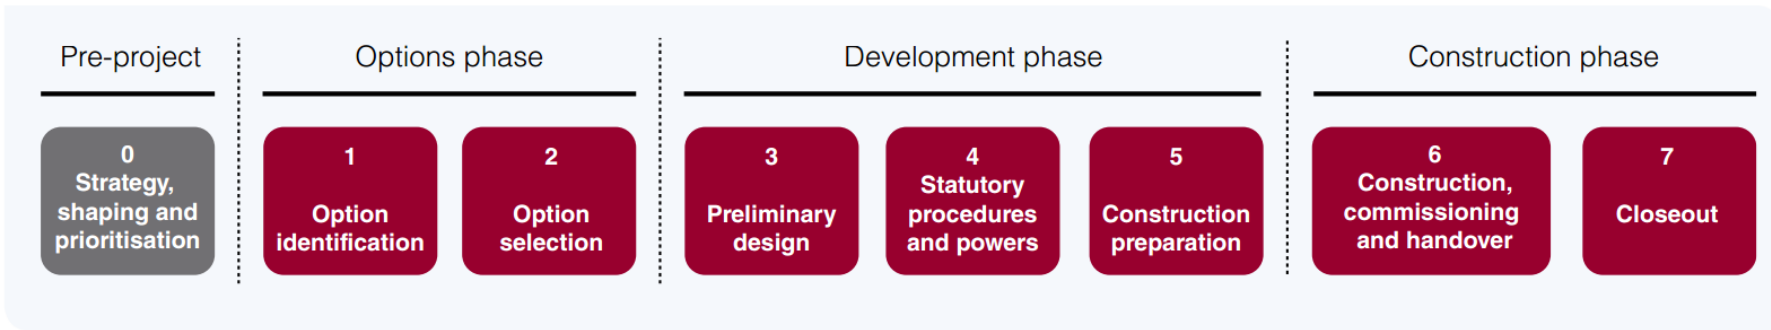 Pre-project
Options phase
Development phase
Construction phase
0
Strategy,
shaping and
prioritisation
1
Option
identification
2
Option
selection
3
Preliminary
design
4
Statutory
procedures
and powers
5
Construction
preparation
6
Construction,
commissioning
and handover
7
Closeout